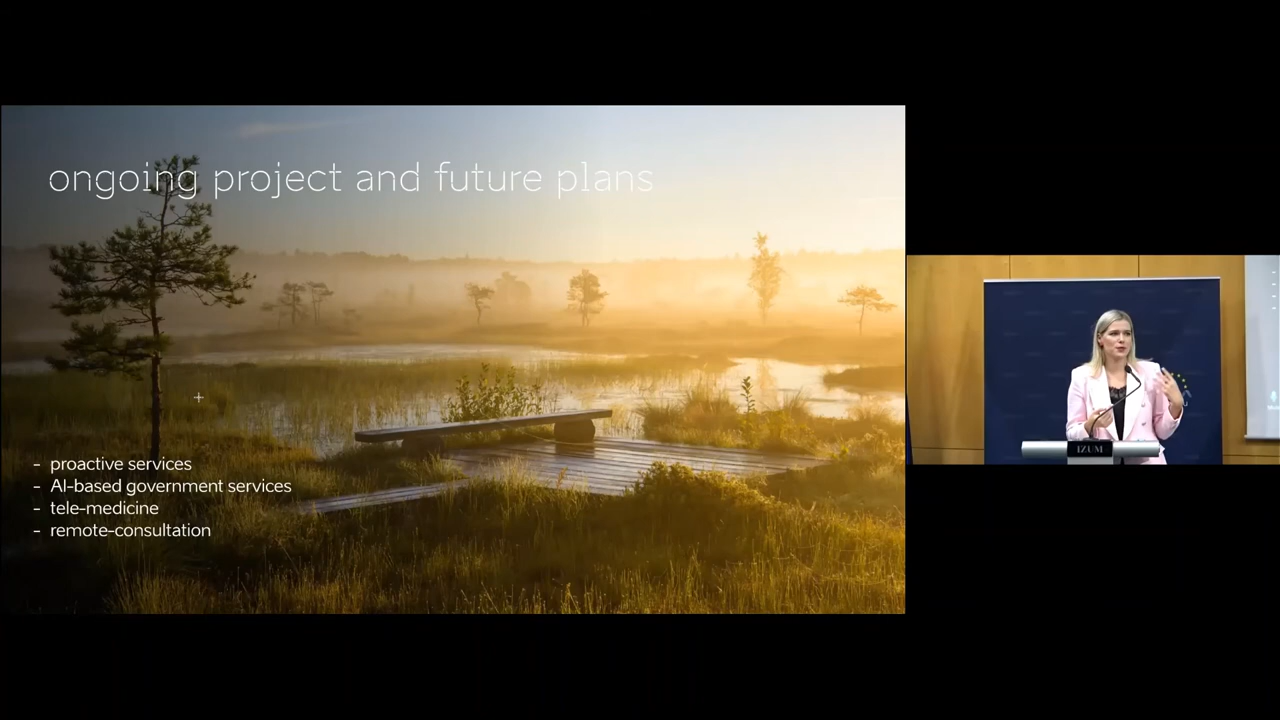 ongoing project and future plans
- proactive services
- AI-based government services
- tele-medicine
- remote-consultation
IZUM